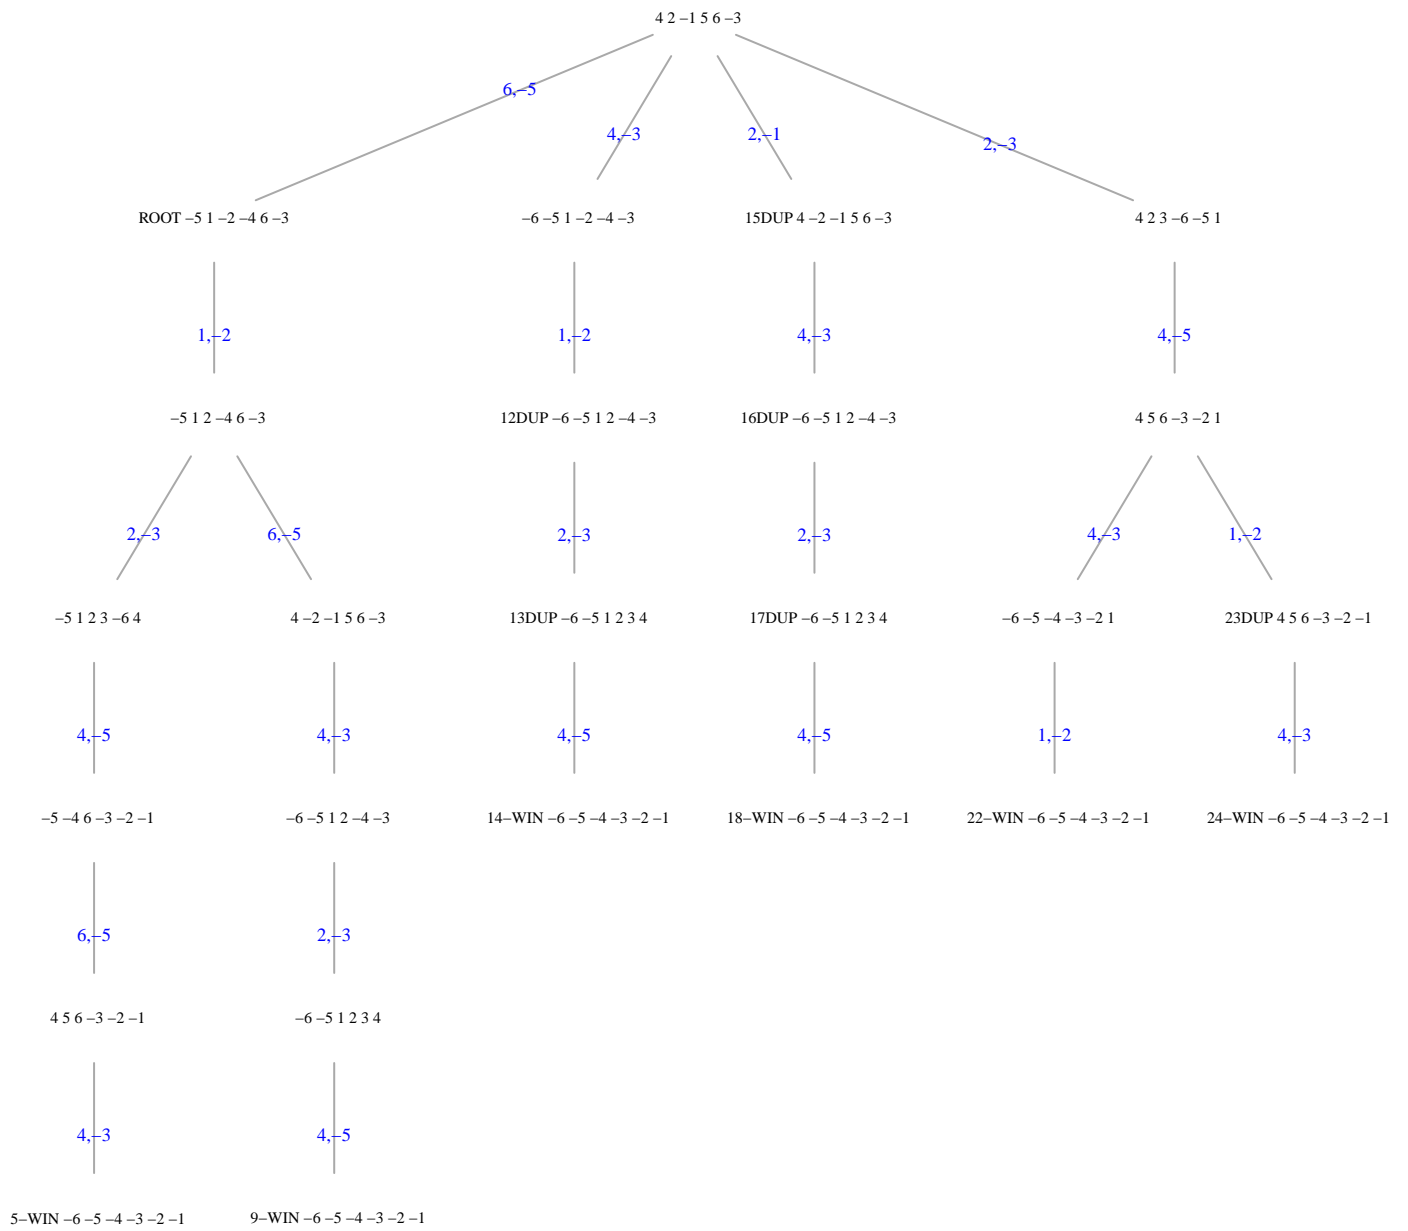 4 2 –1 5 6 –3
6,–5
4,–3
2,–1
2,–3
ROOT –5 1 –2 –4 6 –3
–6 –5 1 –2 –4 –3
15DUP 4 –2 –1 5 6 –3
4 2 3 –6 –5 1
1,–2
1,–2
4,–3
4,–5
–5 1 2 –4 6 –3
12DUP –6 –5 1 2 –4 –3
16DUP –6 –5 1 2 –4 –3
4 5 6 –3 –2 1
2,–3
6,–5
2,–3
2,–3
4,–3
1,–2
–5 1 2 3 –6 4
4 –2 –1 5 6 –3
13DUP –6 –5 1 2 3 4
17DUP –6 –5 1 2 3 4
–6 –5 –4 –3 –2 1
23DUP 4 5 6 –3 –2 –1
4,–5
4,–3
4,–5
4,–5
1,–2
4,–3
–5 –4 6 –3 –2 –1
–6 –5 1 2 –4 –3
14–WIN –6 –5 –4 –3 –2 –1
18–WIN –6 –5 –4 –3 –2 –1
22–WIN –6 –5 –4 –3 –2 –1
24–WIN –6 –5 –4 –3 –2 –1
6,–5
2,–3
4 5 6 –3 –2 –1
–6 –5 1 2 3 4
4,–3
4,–5
5–WIN –6 –5 –4 –3 –2 –1
9–WIN –6 –5 –4 –3 –2 –1